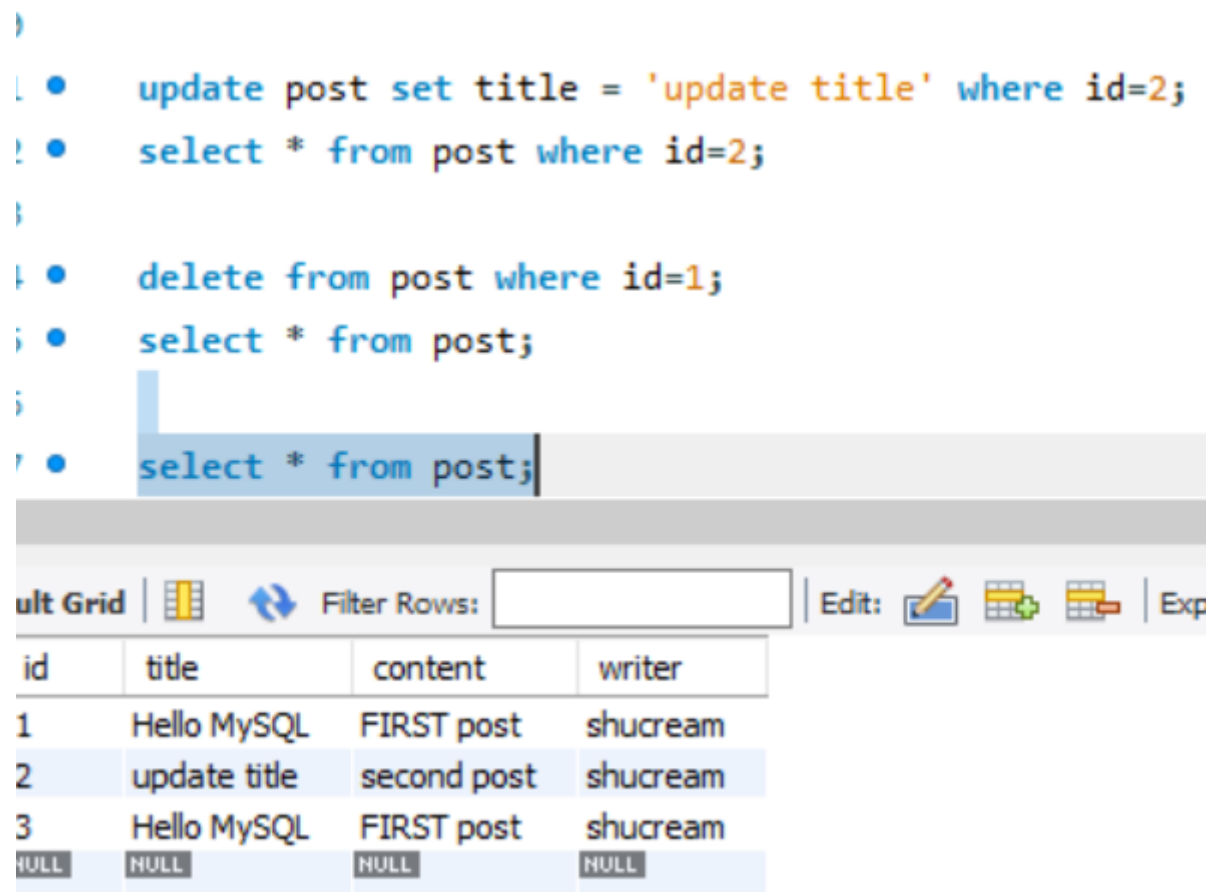 update post set title = 'update title' where id=2;
select * from post where id=2;
delete from post where id=1;
select * from post;
select * from post;
Grid Filter Rows: Edit:
id title content writer
1 Hello MySQL FIRST post shucream
2 update title second post shucream
3 Hello MySQL FIRST post shucream
NULL NULL NULL NULL